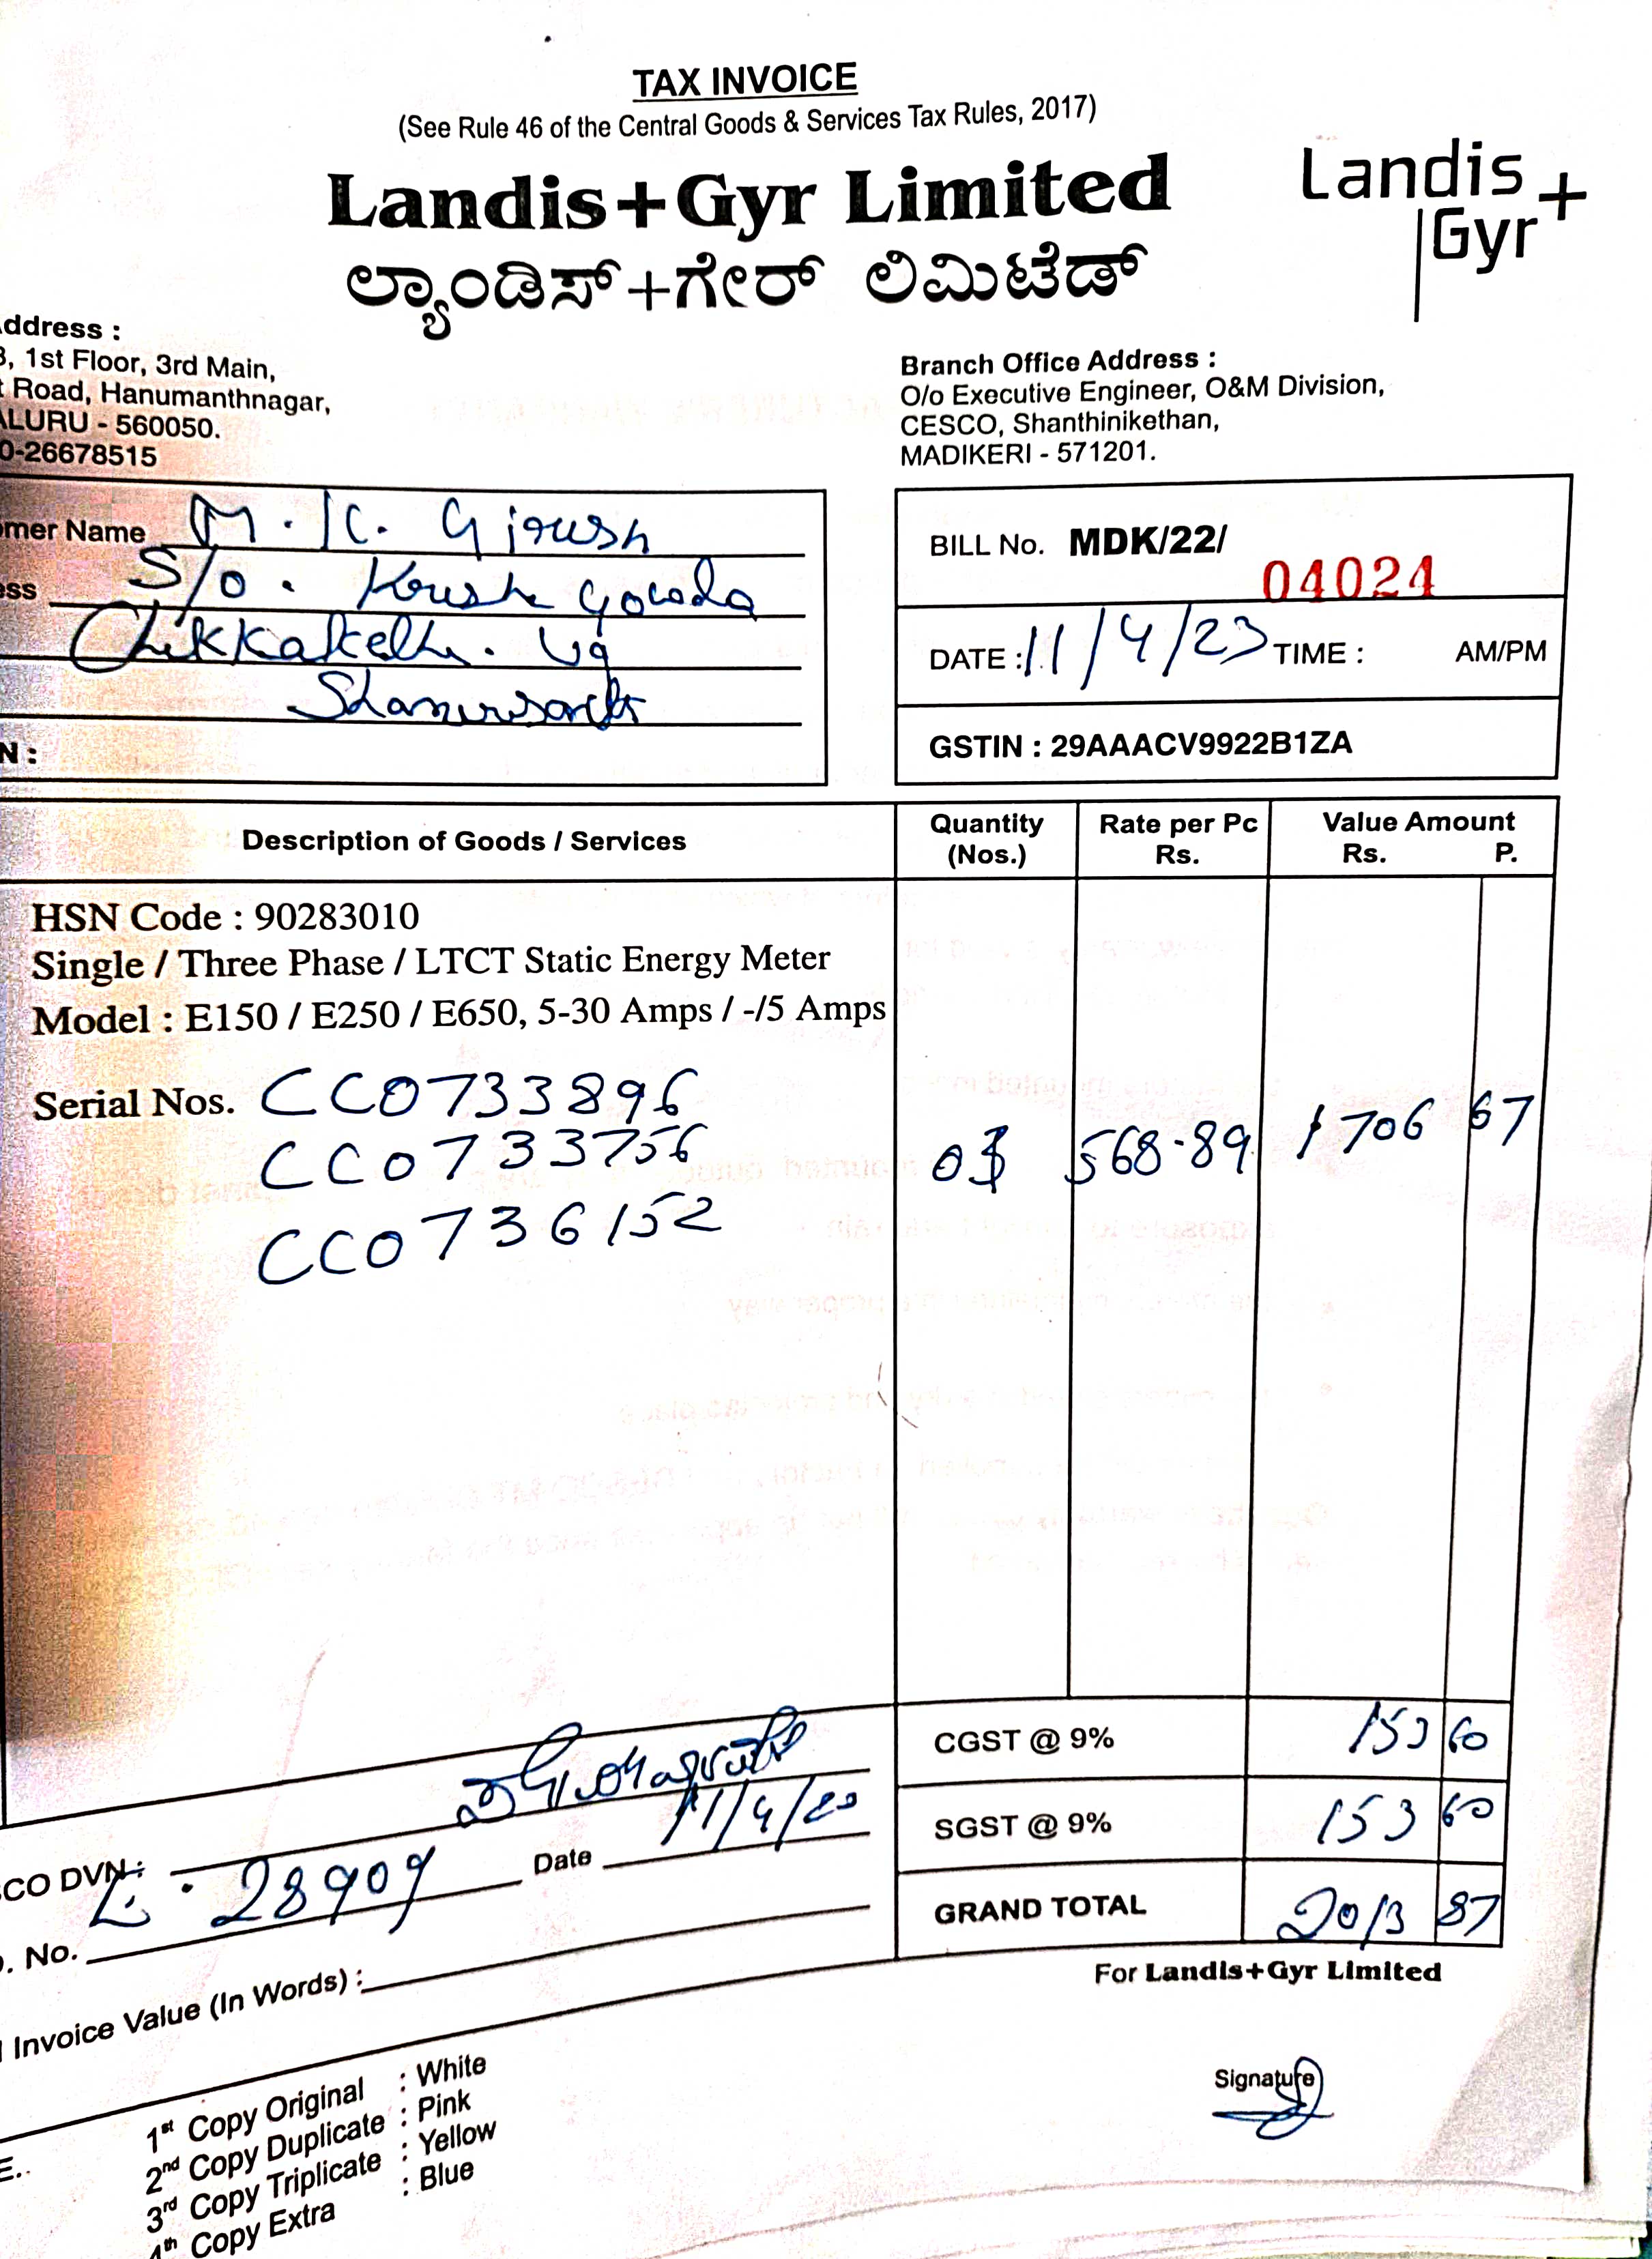 TAX INVOICE
(See Rule 46 of the Central Goods & Services Tax Rules, 2017)
Landis+Gyr Limited
Landis
Gyr+
ಲ್ಯಾಂಡಿಸ್+ಗೇರ್ ಲಿಮಿಟೆಡ್
ddress :
, 1st Floor, 3rd Main,
Road, Hanumanthnagar,
LURU - 560050.
0-26678515
Branch Office Address :
O/o Executive Engineer, O&M Division,
CESCO, Shanthinikethan,
MADIKERI - 571201.
mer Name M. K. Girish
ess S/o. Gowda
Vg
N :
BILL No. MDK/22/ 04024
DATE : 11/4/23 TIME : AM/PM
GSTIN : 29AAACV9922B1ZA
Description of Goods / Services Quantity (Nos.) Rate per Pc Rs. Value Amount Rs. P.
HSN Code : 90283010
Single / Three Phase / LTCT Static Energy Meter
Model : E150 / E250 / E650, 5-30 Amps / -/5 Amps
Serial Nos. CC0733896
CC0733756
CC0736152
03 568-89 1706 67
CGST @ 9% 153 60
SGST @ 9% 153 60
GRAND TOTAL 2013 87
CO DVN :
Date 11/4/23
. No. 28909
Invoice Value (In Words) :
For Landis+Gyr Limited
Signature
1st Copy Original : White
2nd Copy Duplicate : Pink
3rd Copy Triplicate : Yellow
4th Copy Extra : Blue
E..